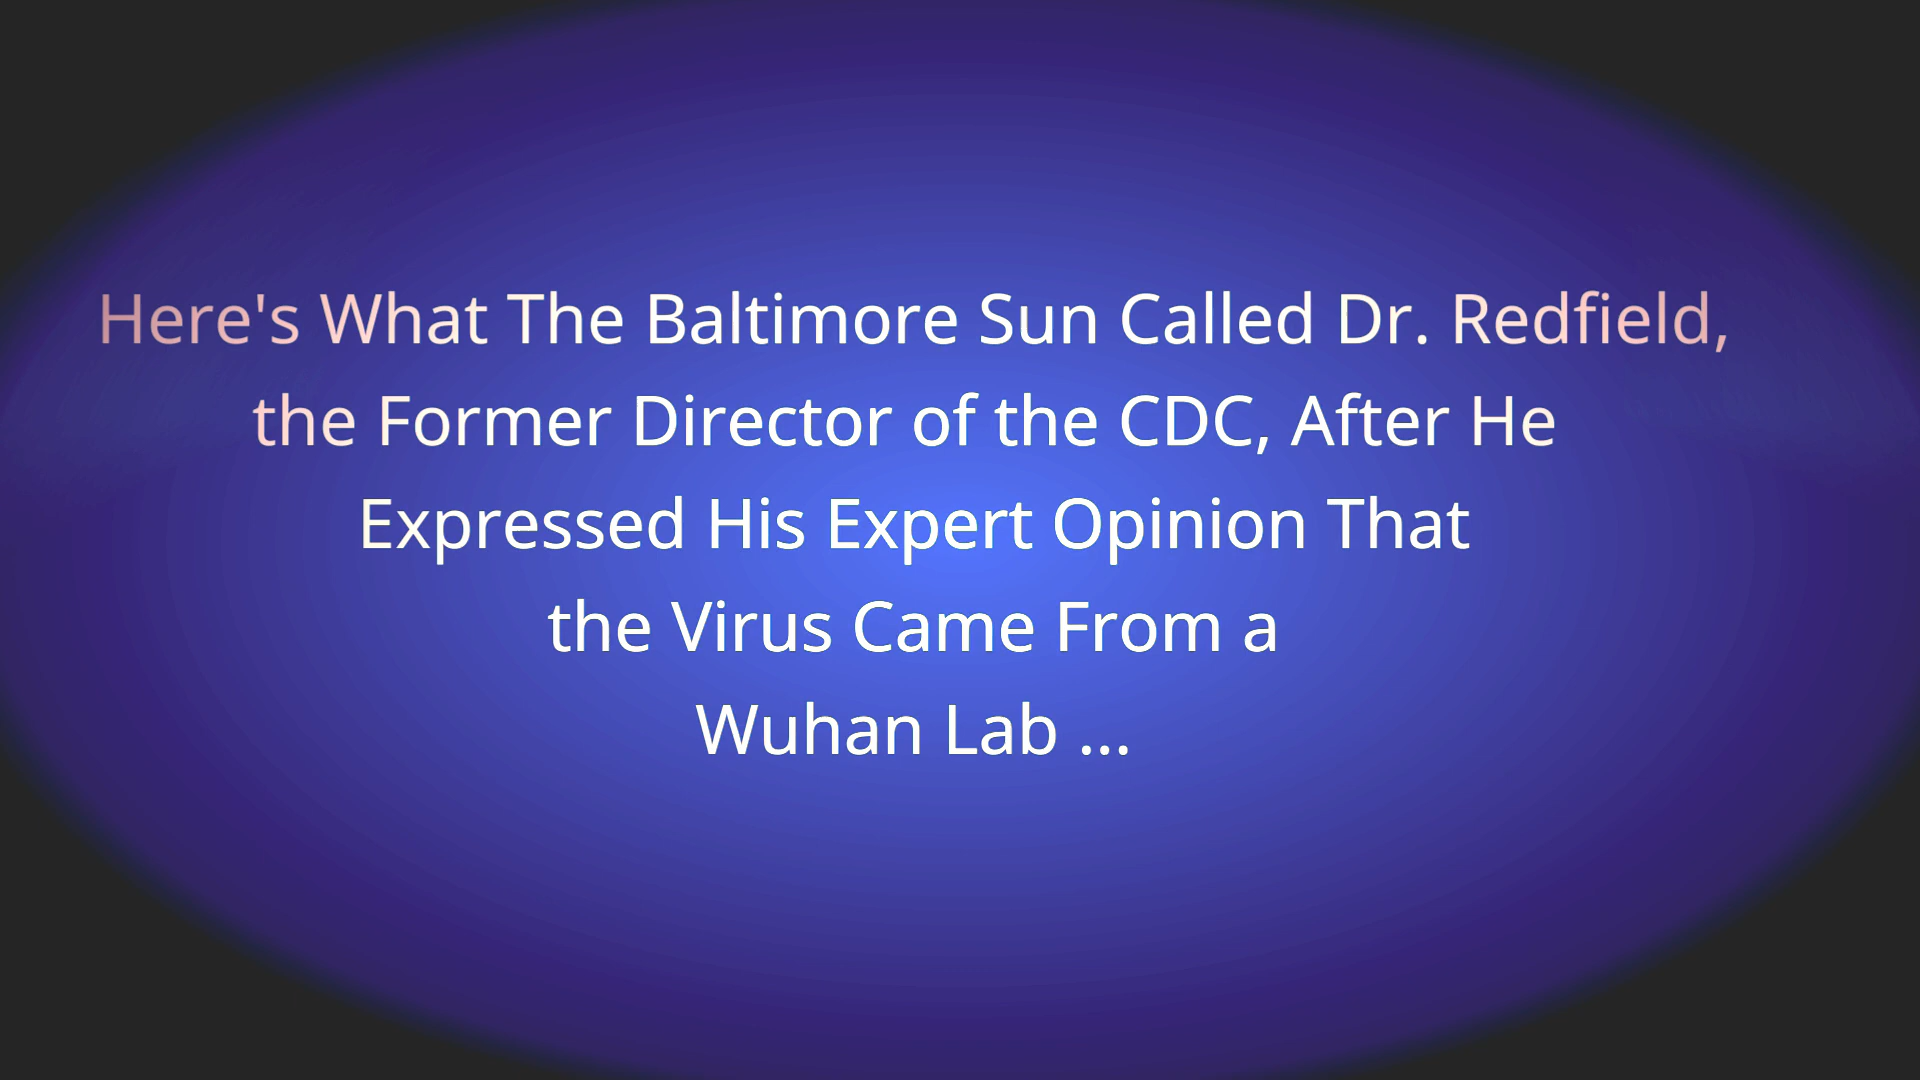 Here's What The Baltimore Sun Called Dr. Redfield,
the Former Director of the CDC, After He
Expressed His Expert Opinion That
the Virus Came From a
Wuhan Lab ...